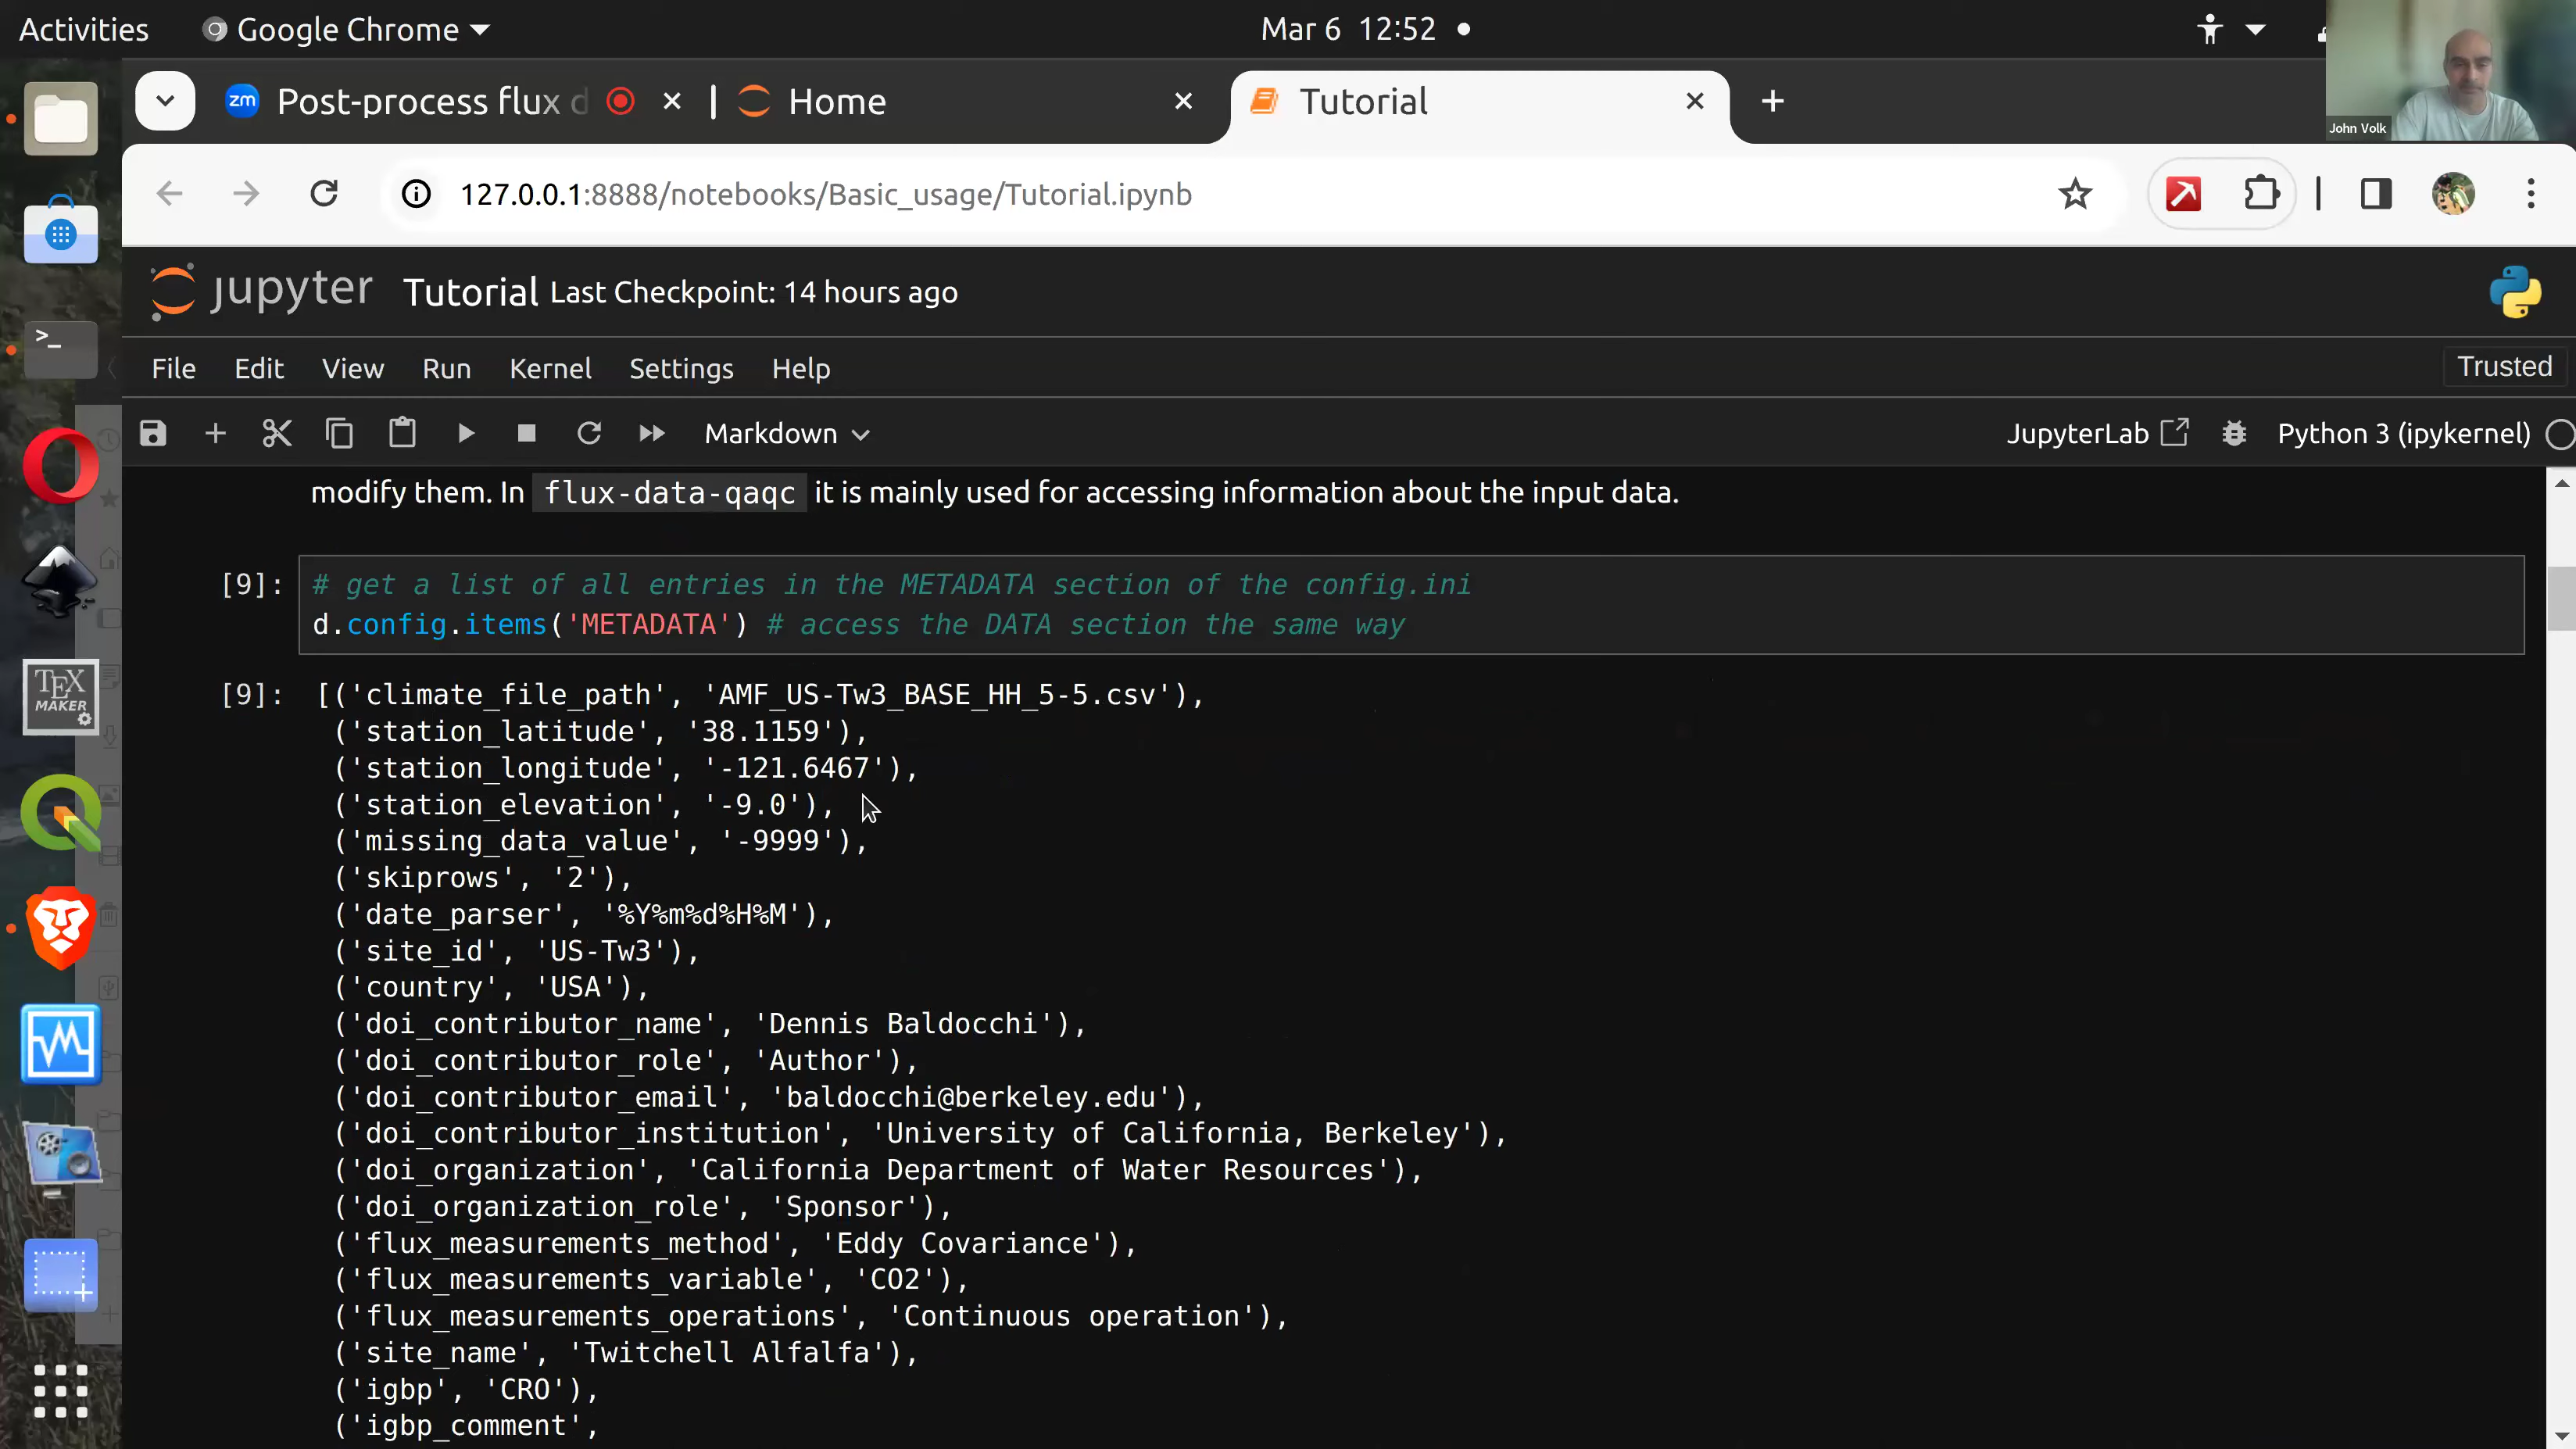 Activities
Google Chrome
Mar 6 12:52
John Volk
zm
Post-process flux d
Home
Tutorial
127.0.0.1:8888/notebooks/Basic_usage/Tutorial.ipynb
jupyter
Tutorial Last Checkpoint: 14 hours ago
File Edit View Run Kernel Settings Help
Trusted
Markdown
JupyterLab
Python 3 (ipykernel)
TEX
MAKER
modify them. In flux-data-qaqc it is mainly used for accessing information about the input data.
[9]:
# get a list of all entries in the METADATA section of the config.ini
d.config.items('METADATA') # access the DATA section the same way
[9]:
[('climate_file_path', 'AMF_US-Tw3_BASE_HH_5-5.csv'),
('station_latitude', '38.1159'),
('station_longitude', '-121.6467'),
('station_elevation', '-9.0'),
('missing_data_value', '-9999'),
('skiprows', '2'),
('date_parser', '%Y%m%d%H%M'),
('site_id', 'US-Tw3'),
('country', 'USA'),
('doi_contributor_name', 'Dennis Baldocchi'),
('doi_contributor_role', 'Author'),
('doi_contributor_email', 'baldocchi@berkeley.edu'),
('doi_contributor_institution', 'University of California, Berkeley'),
('doi_organization', 'California Department of Water Resources'),
('doi_organization_role', 'Sponsor'),
('flux_measurements_method', 'Eddy Covariance'),
('flux_measurements_variable', 'CO2'),
('flux_measurements_operations', 'Continuous operation'),
('site_name', 'Twitchell Alfalfa'),
('igbp', 'CRO'),
('igbp_comment',